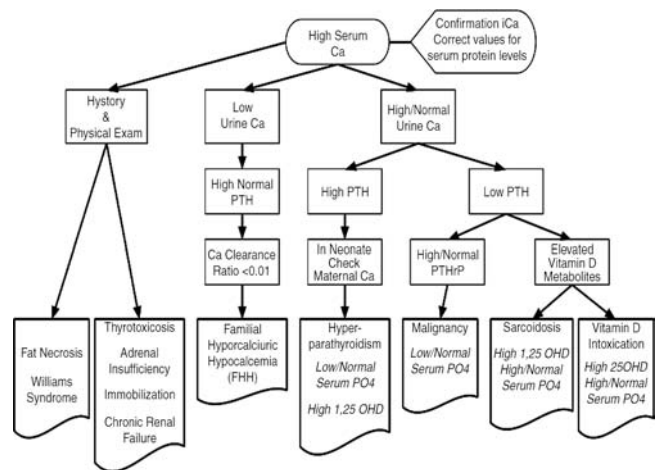 High Serum
Ca
Confirmation iCa
Correct values for
serum protein levels
Hystory
&
Physical Exam
Low
Urine Ca
High/Normal
Urine Ca
High Normal
PTH
High PTH
Low PTH
Ca Clearance
Ratio <0.01
In Neonate
Check
Maternal Ca
High/Normal
PTHrP
Elevated
Vitamin D
Metabolites
Fat Necrosis
Williams
Syndrome
Thyrotoxicosis
Adrenal
Insufficiency
Immobilization
Chronic Renal
Failure
Familial
Hyporcalciuric
Hypocalcemia
(FHH)
Hyper-
parathyroidism
Low/Normal
Serum PO4
High 1,25 OHD
Malignancy
Low/Normal
Serum PO4
Sarcoidosis
High 1,25 OHD
High/Normal
Serum PO4
Vitamin D
Intoxication
High 25OHD
High/Normal
Serum PO4